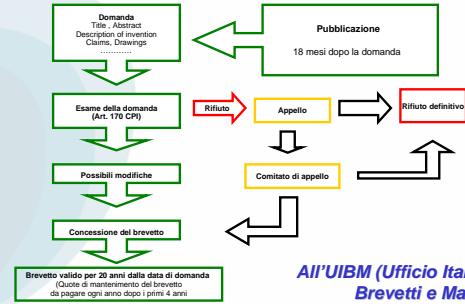 Domanda
Title , Abstract
Description of invention
Claims, Drawings
............
Pubblicazione
18 mesi dopo la domanda
Esame della domanda
(Art. 170 CPI)
Rifiuto
Appello
Rifiuto definitivo
Possibili modifiche
Comitato di appello
Concessione del brevetto
Brevetto valido per 20 anni dalla data di domanda
(Quote di mantenimento del brevetto
da pagare ogni anno dopo i primi 4 anni
All'UIBM (Ufficio Ital
Brevetti e Ma